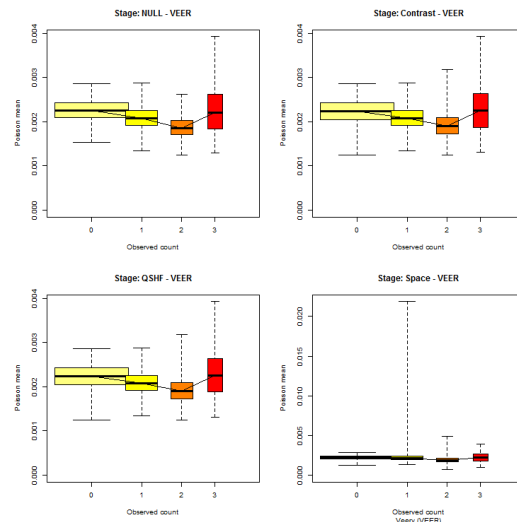 Stage: NULL - VEER
Poisson mean
0.000
0.001
0.002
0.003
0.004
0 1 2 3
Observed count
Stage: Contrast - VEER
Poisson mean
0.000
0.001
0.002
0.003
0.004
0 1 2 3
Observed count
Stage: QSHF - VEER
Poisson mean
0.000
0.001
0.002
0.003
0.004
0 1 2 3
Observed count
Stage: Space - VEER
Poisson mean
0.000
0.005
0.010
0.015
0.020
0 1 2 3
Observed count
Veery (VEER)